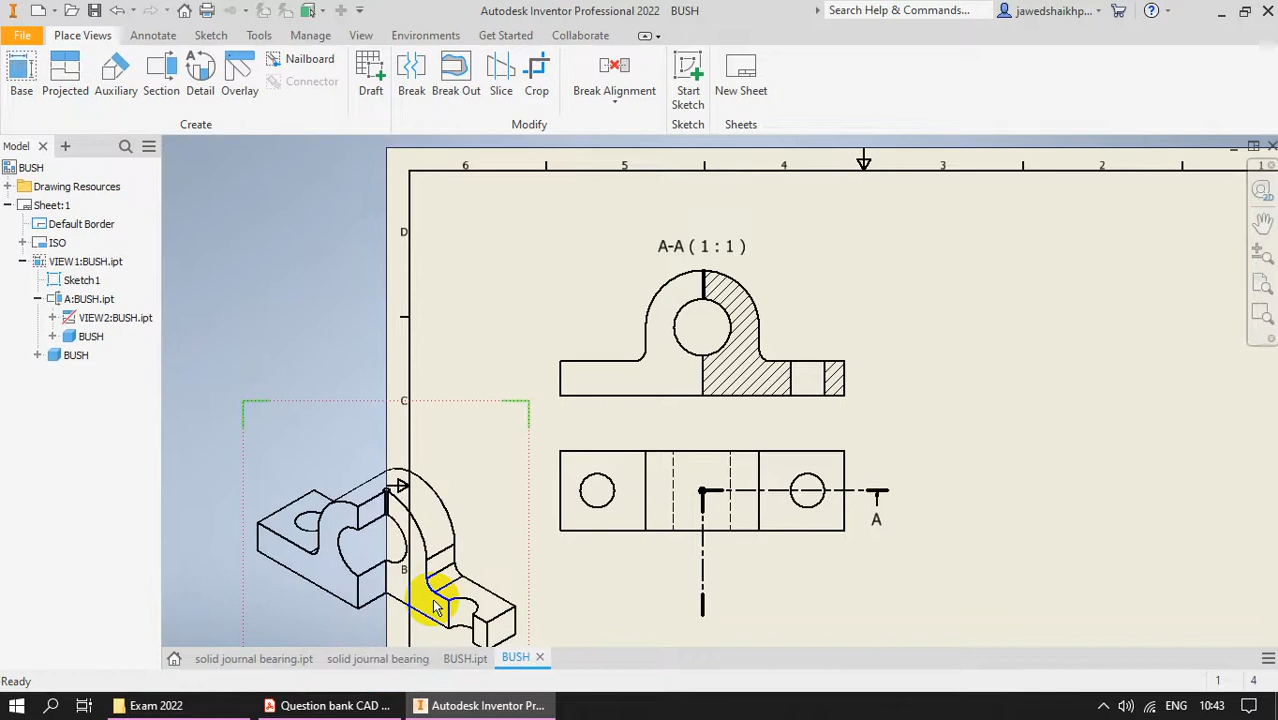 Autodesk Inventor Professional 2022 BUSH
Search Help & Commands...
jawedshaikhp...
File
Place Views
Annotate
Sketch
Tools
Manage
View
Environments
Get Started
Collaborate
Base
Projected
Auxiliary
Section
Detail
Overlay
Nailboard
Connector
Draft
Break
Break Out
Slice
Crop
Break Alignment
Start
Sketch
New Sheet
Create
Modify
Sketch
Sheets
Model
BUSH
Drawing Resources
Sheet:1
Default Border
ISO
VIEW1:BUSH.ipt
Sketch1
A:BUSH.ipt
VIEW2:BUSH.ipt
BUSH
BUSH
6 5 4 3 2 1
D
C
B
A-A ( 1 : 1 )
A
solid journal bearing.ipt
solid journal bearing
BUSH.ipt
BUSH
Ready
1 4
Exam 2022
Question bank CAD ...
Autodesk Inventor Pr...
ENG
10:43